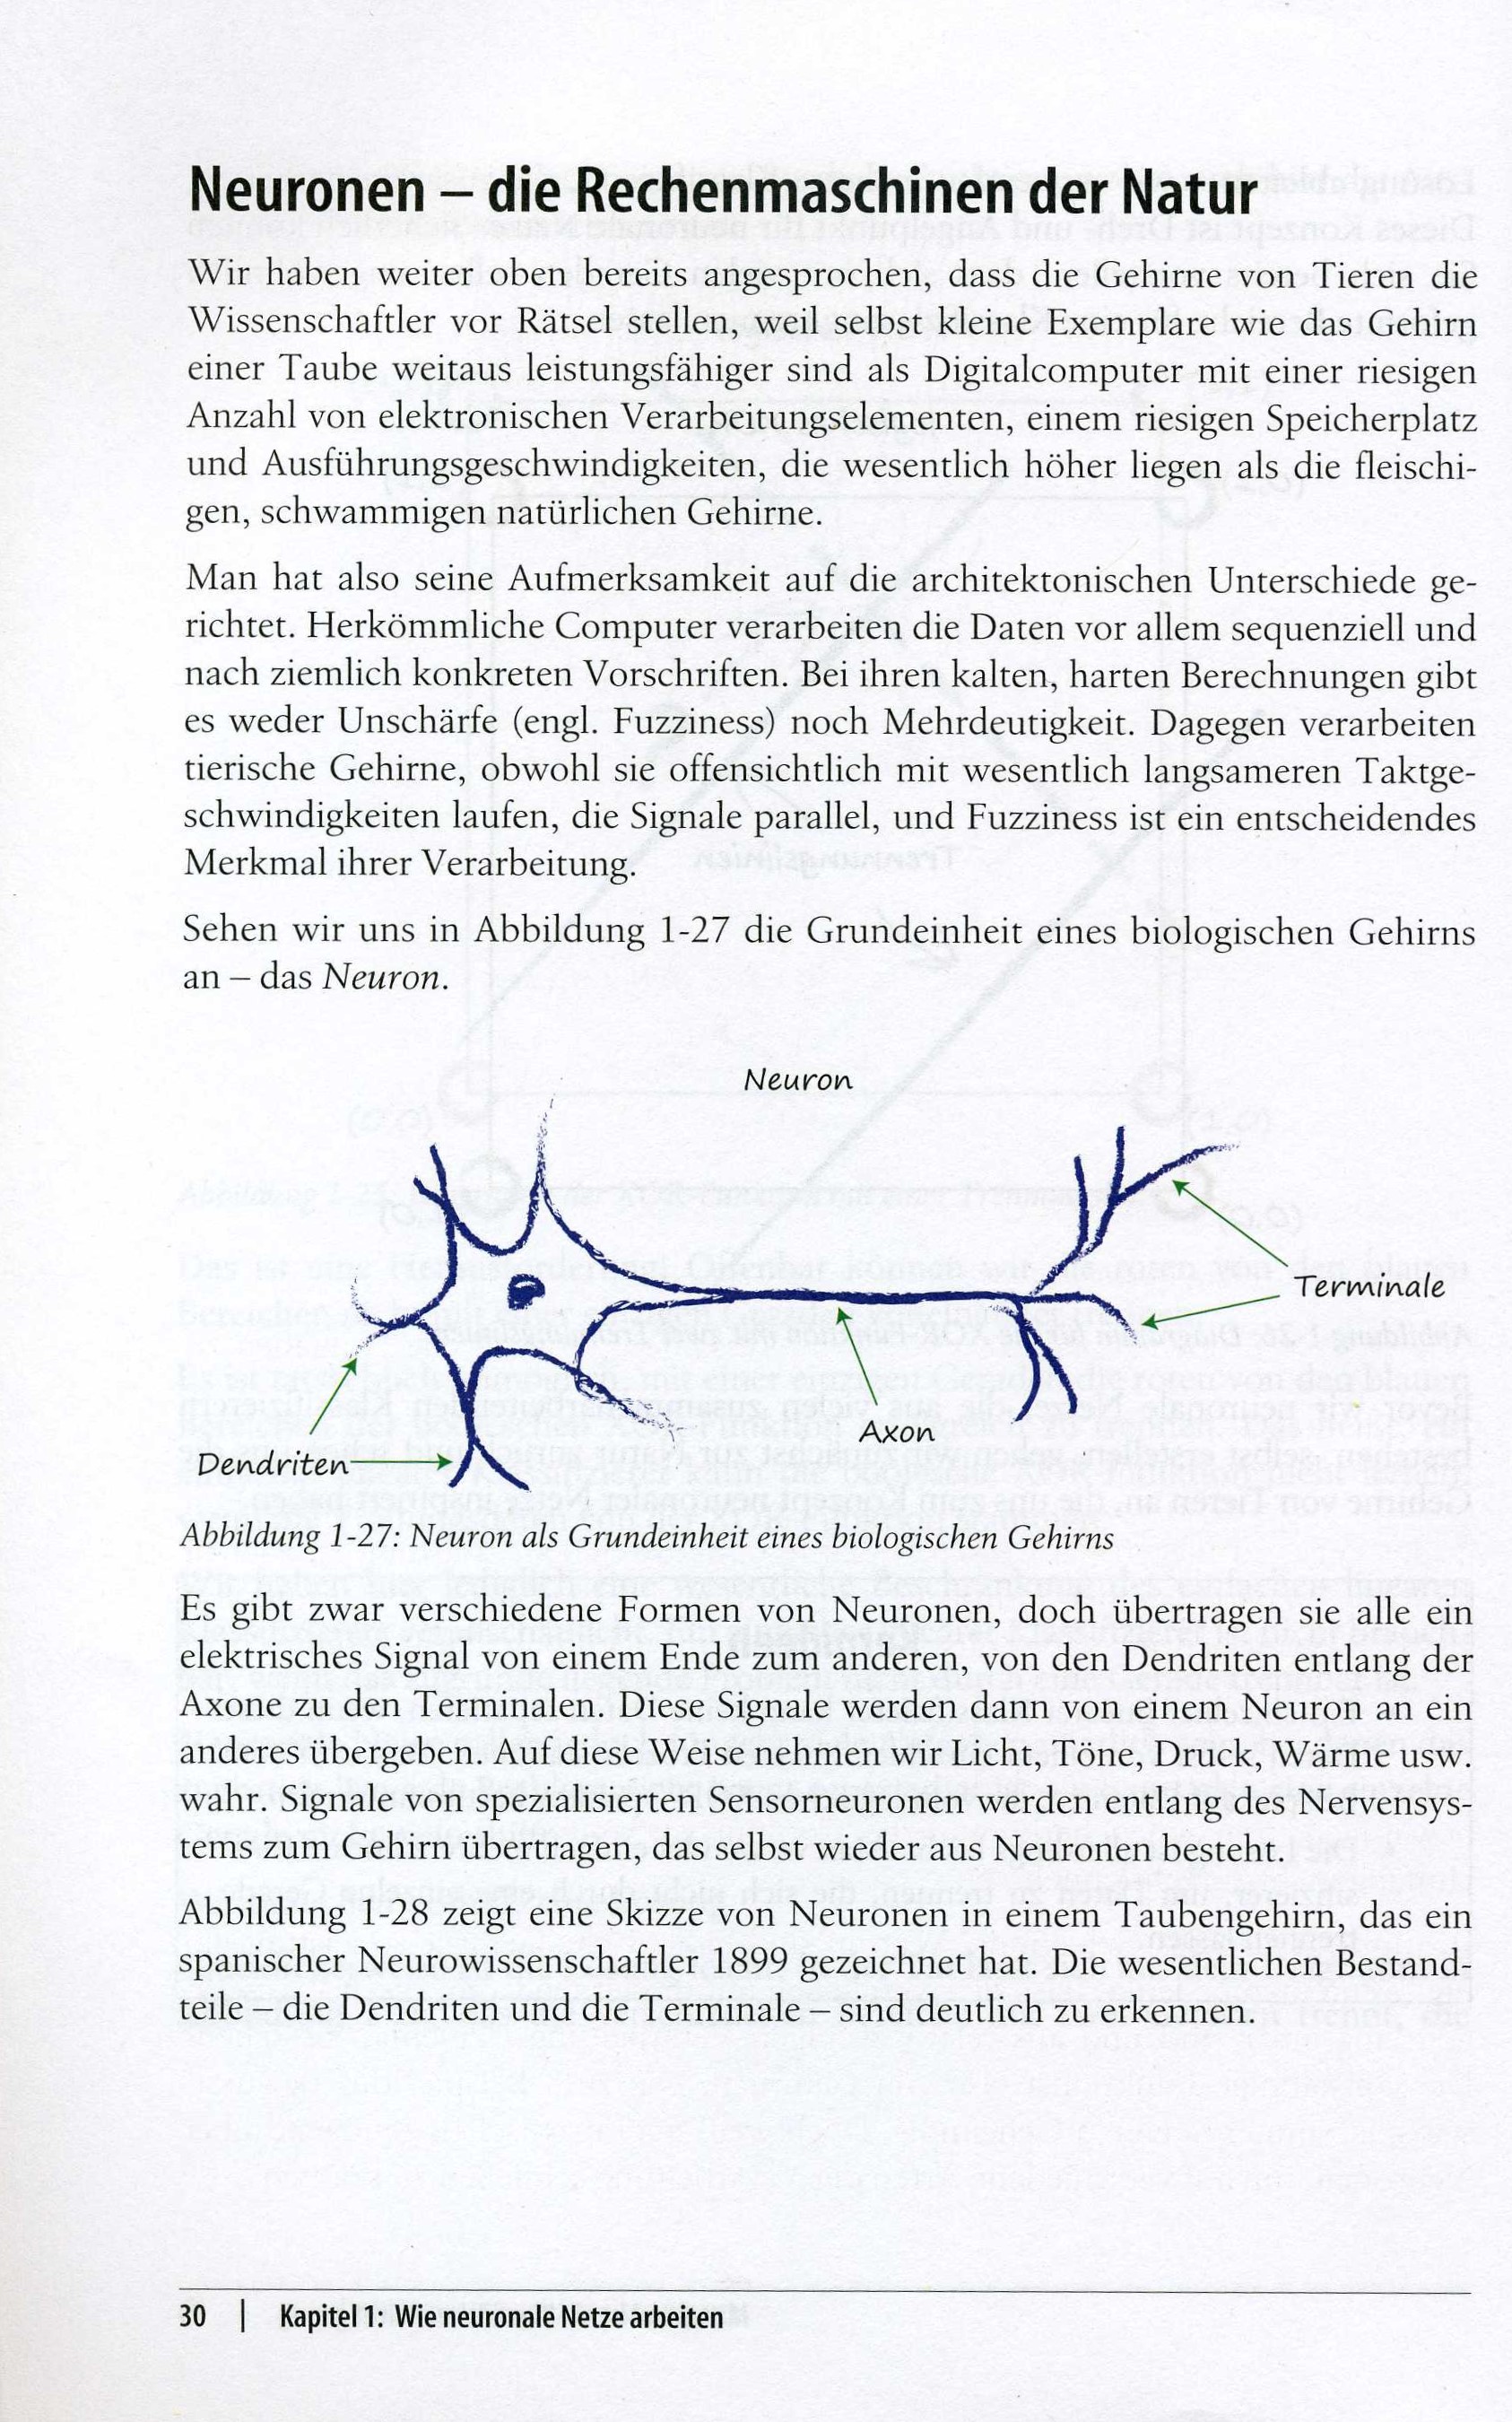 Neuronen – die Rechenmaschinen der Natur
Wir haben weiter oben bereits angesprochen, dass die Gehirne von Tieren die
Wissenschaftler vor Rätsel stellen, weil selbst kleine Exemplare wie das Gehirn
einer Taube weitaus leistungsfähiger sind als Digitalcomputer mit einer riesigen
Anzahl von elektronischen Verarbeitungselementen, einem riesigen Speicherplatz
und Ausführungsgeschwindigkeiten, die wesentlich höher liegen als die fleischi-
gen, schwammigen natürlichen Gehirne.
Man hat also seine Aufmerksamkeit auf die architektonischen Unterschiede ge-
richtet. Herkömmliche Computer verarbeiten die Daten vor allem sequenziell und
nach ziemlich konkreten Vorschriften. Bei ihren kalten, harten Berechnungen gibt
es weder Unschärfe (engl. Fuzziness) noch Mehrdeutigkeit. Dagegen verarbeiten
tierische Gehirne, obwohl sie offensichtlich mit wesentlich langsameren Taktge-
schwindigkeiten laufen, die Signale parallel, und Fuzziness ist ein entscheidendes
Merkmal ihrer Verarbeitung.
Sehen wir uns in Abbildung 1-27 die Grundeinheit eines biologischen Gehirns
an – das Neuron.
Neuron
Terminale
Axon
Dendriten
Abbildung 1-27: Neuron als Grundeinheit eines biologischen Gehirns
Es gibt zwar verschiedene Formen von Neuronen, doch übertragen sie alle ein
elektrisches Signal von einem Ende zum anderen, von den Dendriten entlang der
Axone zu den Terminalen. Diese Signale werden dann von einem Neuron an ein
anderes übergeben. Auf diese Weise nehmen wir Licht, Töne, Druck, Wärme usw.
wahr. Signale von spezialisierten Sensorneuronen werden entlang des Nervensys-
tems zum Gehirn übertragen, das selbst wieder aus Neuronen besteht.
Abbildung 1-28 zeigt eine Skizze von Neuronen in einem Taubengehirn, das ein
spanischer Neurowissenschaftler 1899 gezeichnet hat. Die wesentlichen Bestand-
teile – die Dendriten und die Terminale – sind deutlich zu erkennen.
30 | Kapitel 1: Wie neuronale Netze arbeiten